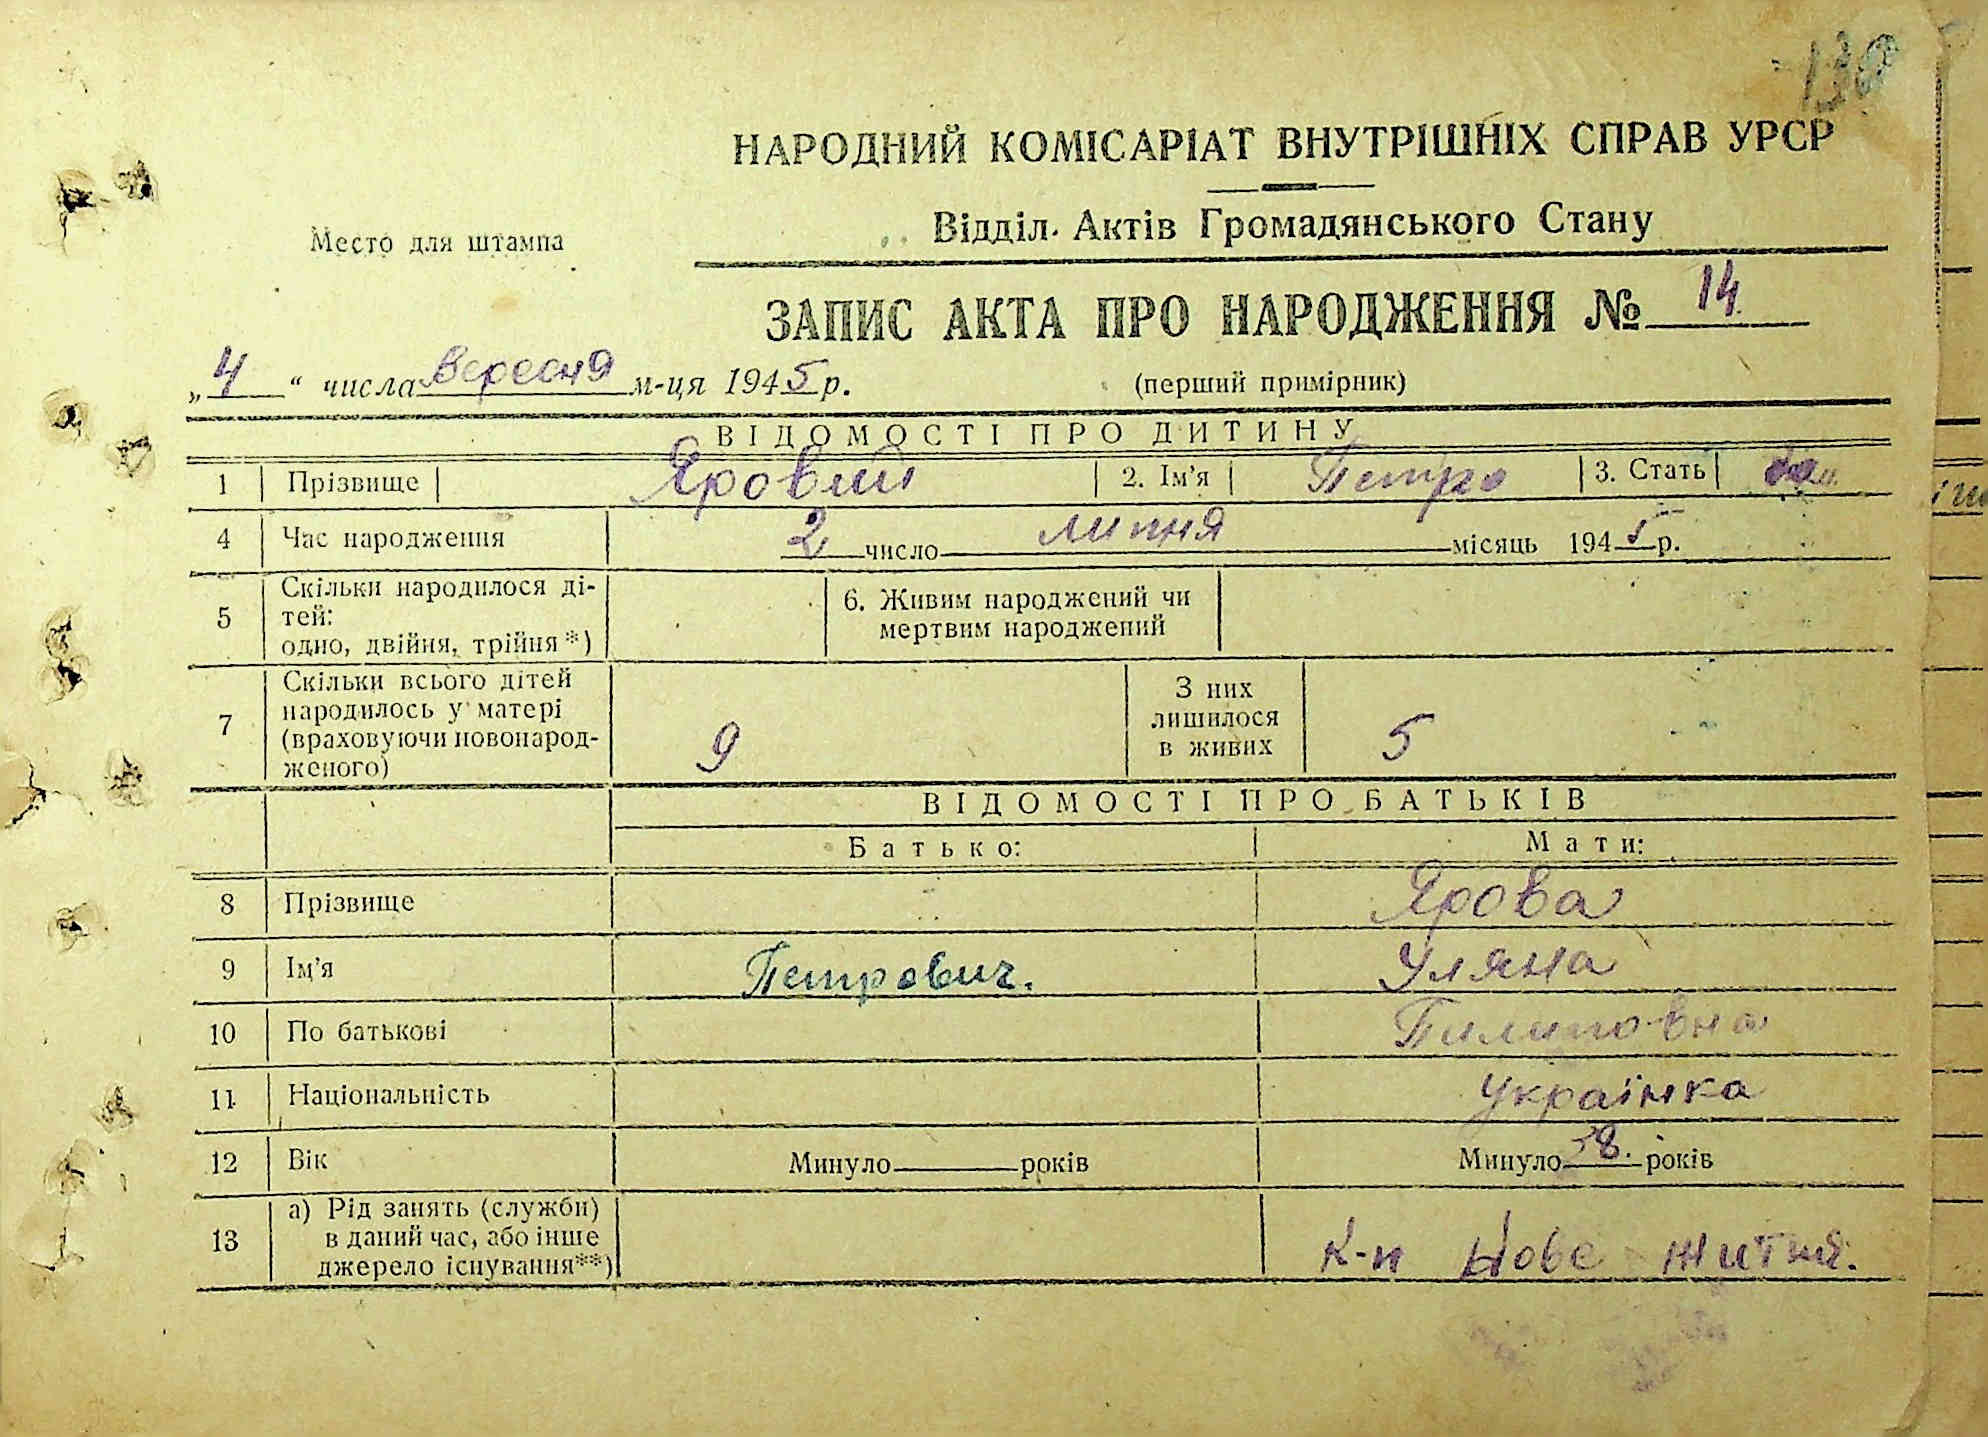 130
НАРОДНИЙ КОМІСАРІАТ ВНУТРІШНІХ СПРАВ УРСР
Відділ Актів Громадянського Стану
Место для штампа
ЗАПИС АКТА ПРО НАРОДЖЕННЯ № 14.
„4“ числа вересня м-ця 1945 р.
(перший примірник)
ВІДОМОСТІ ПРО ДИТИНУ
1 Прізвище Яровий 2. Ім'я Петро 3. Стать
4 Час народження 2 число липня місяць 1945 р.
5 Скільки народилося ді-
тей:
одно, двійня, трійня*)
6. Живим народжений чи
мертвим народжений
7 Скільки всього дітей
народилось у матері
(враховуючи новонарод-
женого)
9
З них
лишилося
в живих
5
ВІДОМОСТІ ПРО БАТЬКІВ
Батько: Мати:
8 Прізвище Ярова
9 Ім'я Петрович. Уляна
10 По батькові Пилиповна
11 Національність Українка
12 Вік Минуло років Минуло 38. років
13 а) Рід занять (служби)
в даний час, або інше
джерело існування**)
к-п Нове життя.